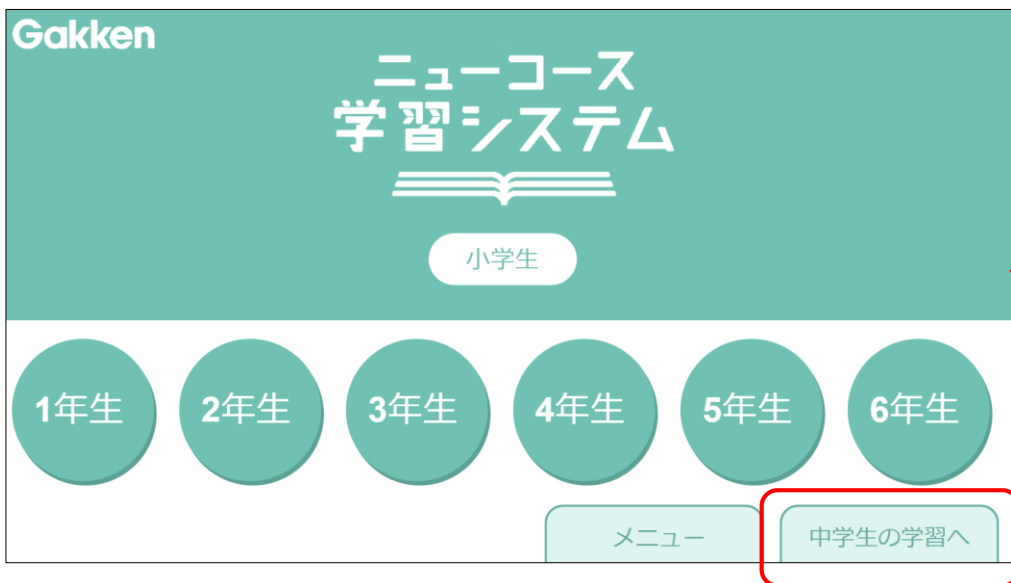 Gakken
ニューコース
学習システム
小学生
1年生 2年生 3年生 4年生 5年生 6年生
メニュー 中学生の学習へ